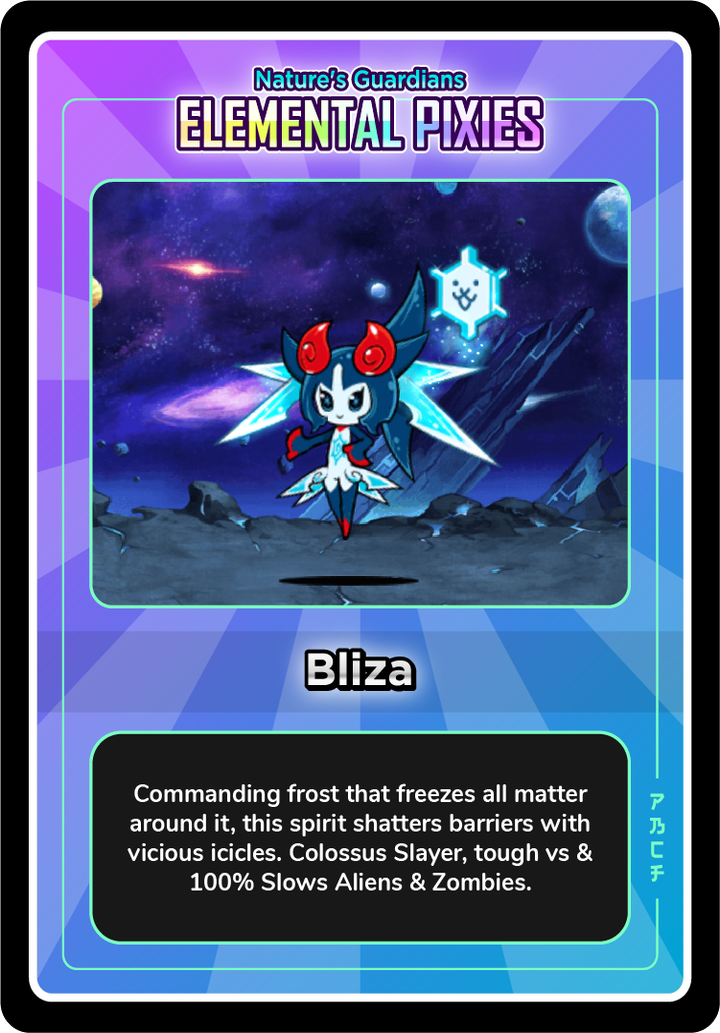 Nature's Guardians
ELEMENTAL PIXIES
Bliza
Commanding frost that freezes all matter
around it, this spirit shatters barriers with
vicious icicles. Colossus Slayer, tough vs &
100% Slows Aliens & Zombies.